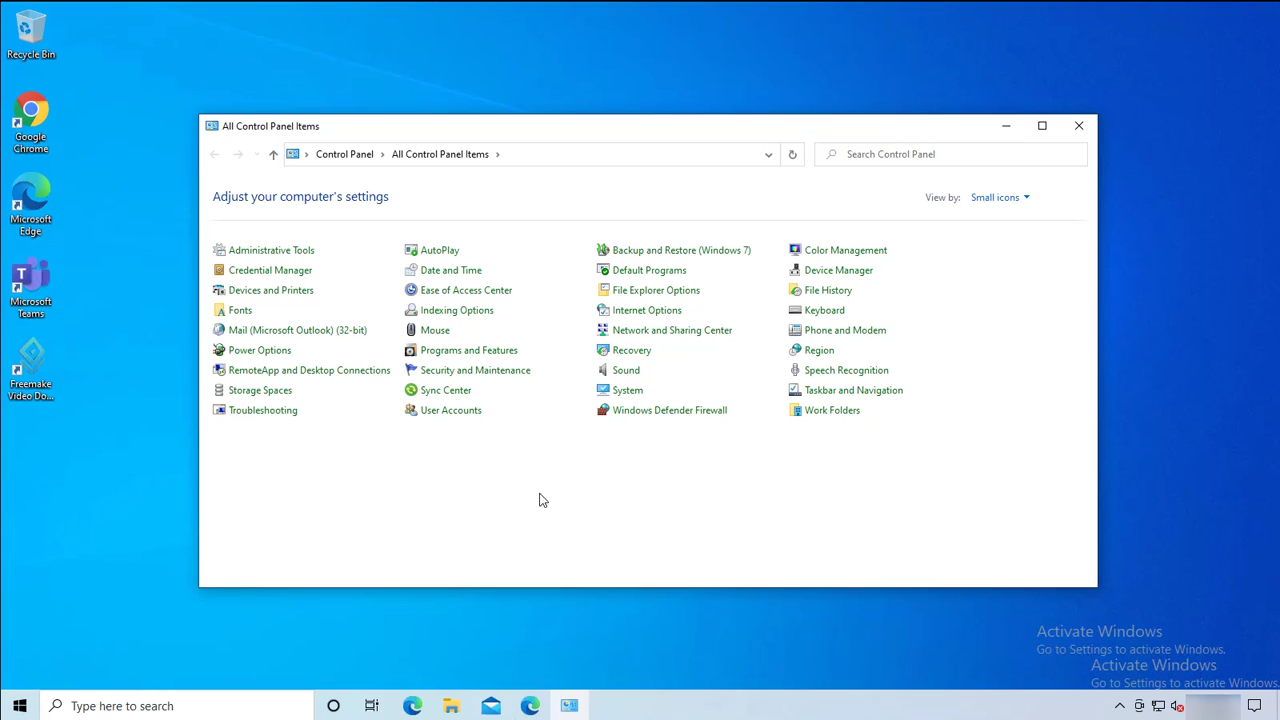 Recycle Bin
Google
Chrome
Microsoft
Edge
Microsoft
Teams
Freemake
Video Do...
All Control Panel Items
Control Panel
All Control Panel Items
Search Control Panel
Adjust your computer's settings
View by:
Small icons
Administrative Tools
AutoPlay
Backup and Restore (Windows 7)
Color Management
Credential Manager
Date and Time
Default Programs
Device Manager
Devices and Printers
Ease of Access Center
File Explorer Options
File History
Fonts
Indexing Options
Internet Options
Keyboard
Mail (Microsoft Outlook) (32-bit)
Mouse
Network and Sharing Center
Phone and Modem
Power Options
Programs and Features
Recovery
Region
RemoteApp and Desktop Connections
Security and Maintenance
Sound
Speech Recognition
Storage Spaces
Sync Center
System
Taskbar and Navigation
Troubleshooting
User Accounts
Windows Defender Firewall
Work Folders
Activate Windows
Go to Settings to activate Windows.
Activate Windows
Go to Settings to activate Windows.
Type here to search